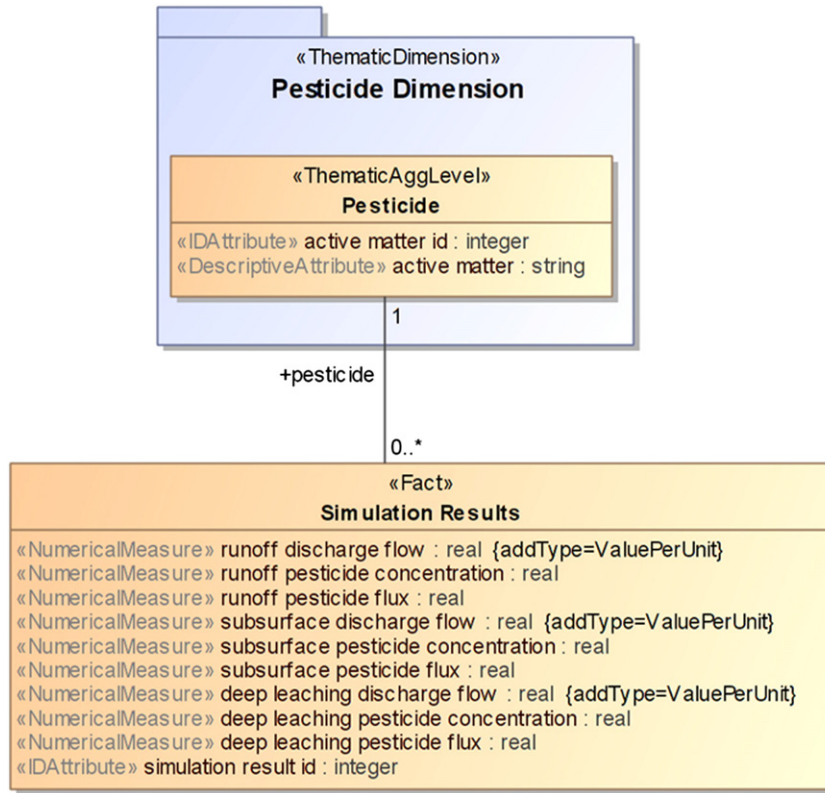 «ThematicDimension»
Pesticide Dimension
«ThematicAggLevel»
Pesticide
«IDAttribute» active matter id : integer
«DescriptiveAttribute» active matter : string
1
+pesticide
0..*
«Fact»
Simulation Results
«NumericalMeasure» runoff discharge flow : real {addType=ValuePerUnit}
«NumericalMeasure» runoff pesticide concentration : real
«NumericalMeasure» runoff pesticide flux : real
«NumericalMeasure» subsurface discharge flow : real {addType=ValuePerUnit}
«NumericalMeasure» subsurface pesticide concentration : real
«NumericalMeasure» subsurface pesticide flux : real
«NumericalMeasure» deep leaching discharge flow : real {addType=ValuePerUnit}
«NumericalMeasure» deep leaching pesticide concentration : real
«NumericalMeasure» deep leaching pesticide flux : real
«IDAttribute» simulation result id : integer